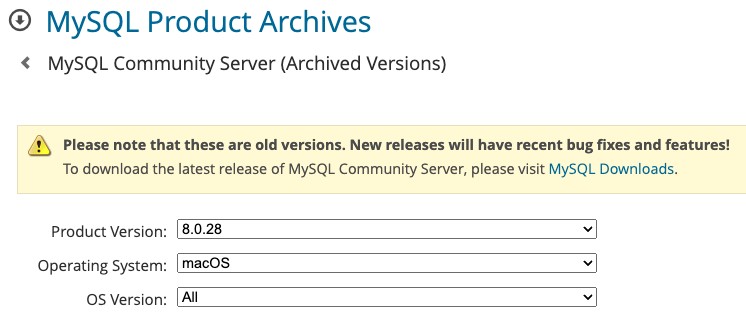 MySQL Product Archives
MySQL Community Server (Archived Versions)
Please note that these are old versions. New releases will have recent bug fixes and features!
To download the latest release of MySQL Community Server, please visit MySQL Downloads.
Product Version: 8.0.28
Operating System: macOS
OS Version: All